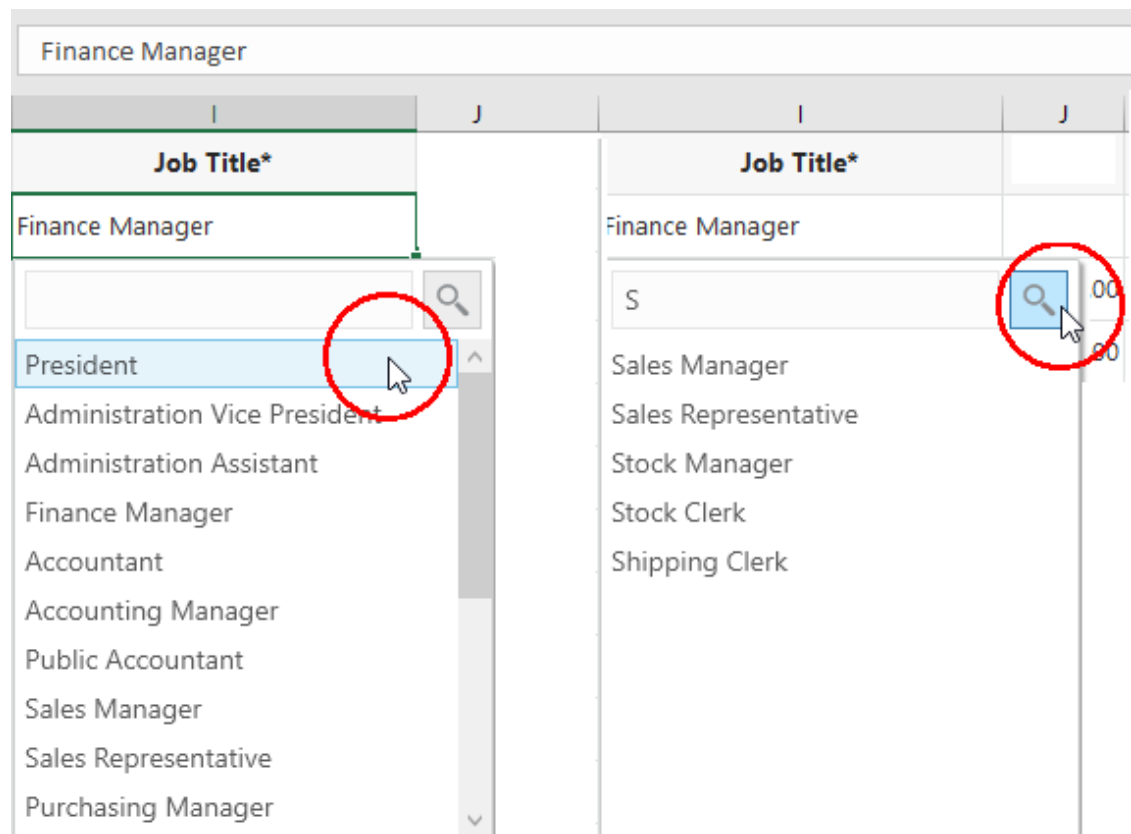 Finance Manager
I
J
I
J
Job Title*
Job Title*
Finance Manager
Finance Manager
President
Administration Vice President
Administration Assistant
Finance Manager
Accountant
Accounting Manager
Public Accountant
Sales Manager
Sales Representative
Purchasing Manager
S
.00
Sales Manager
.90
Sales Representative
Stock Manager
Stock Clerk
Shipping Clerk